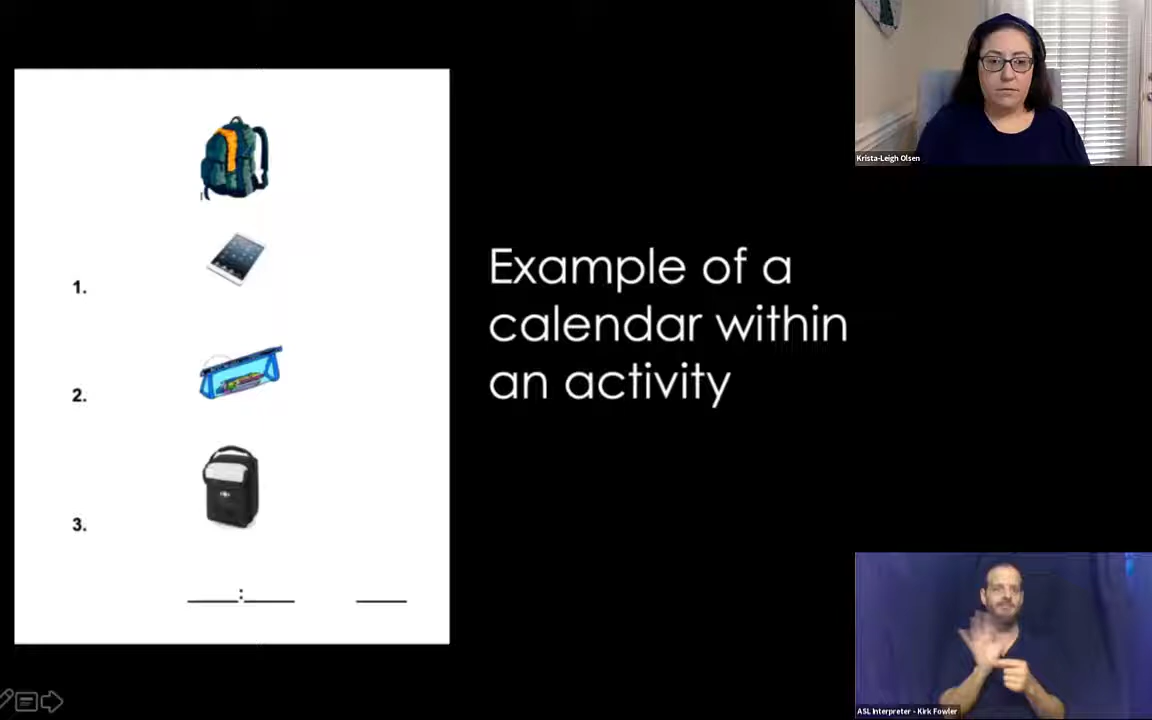 Krista-Leigh Olsen
1.
2.
3.
:
Example of a
calendar within
an activity
ASL Interpreter - Kirk Fowler